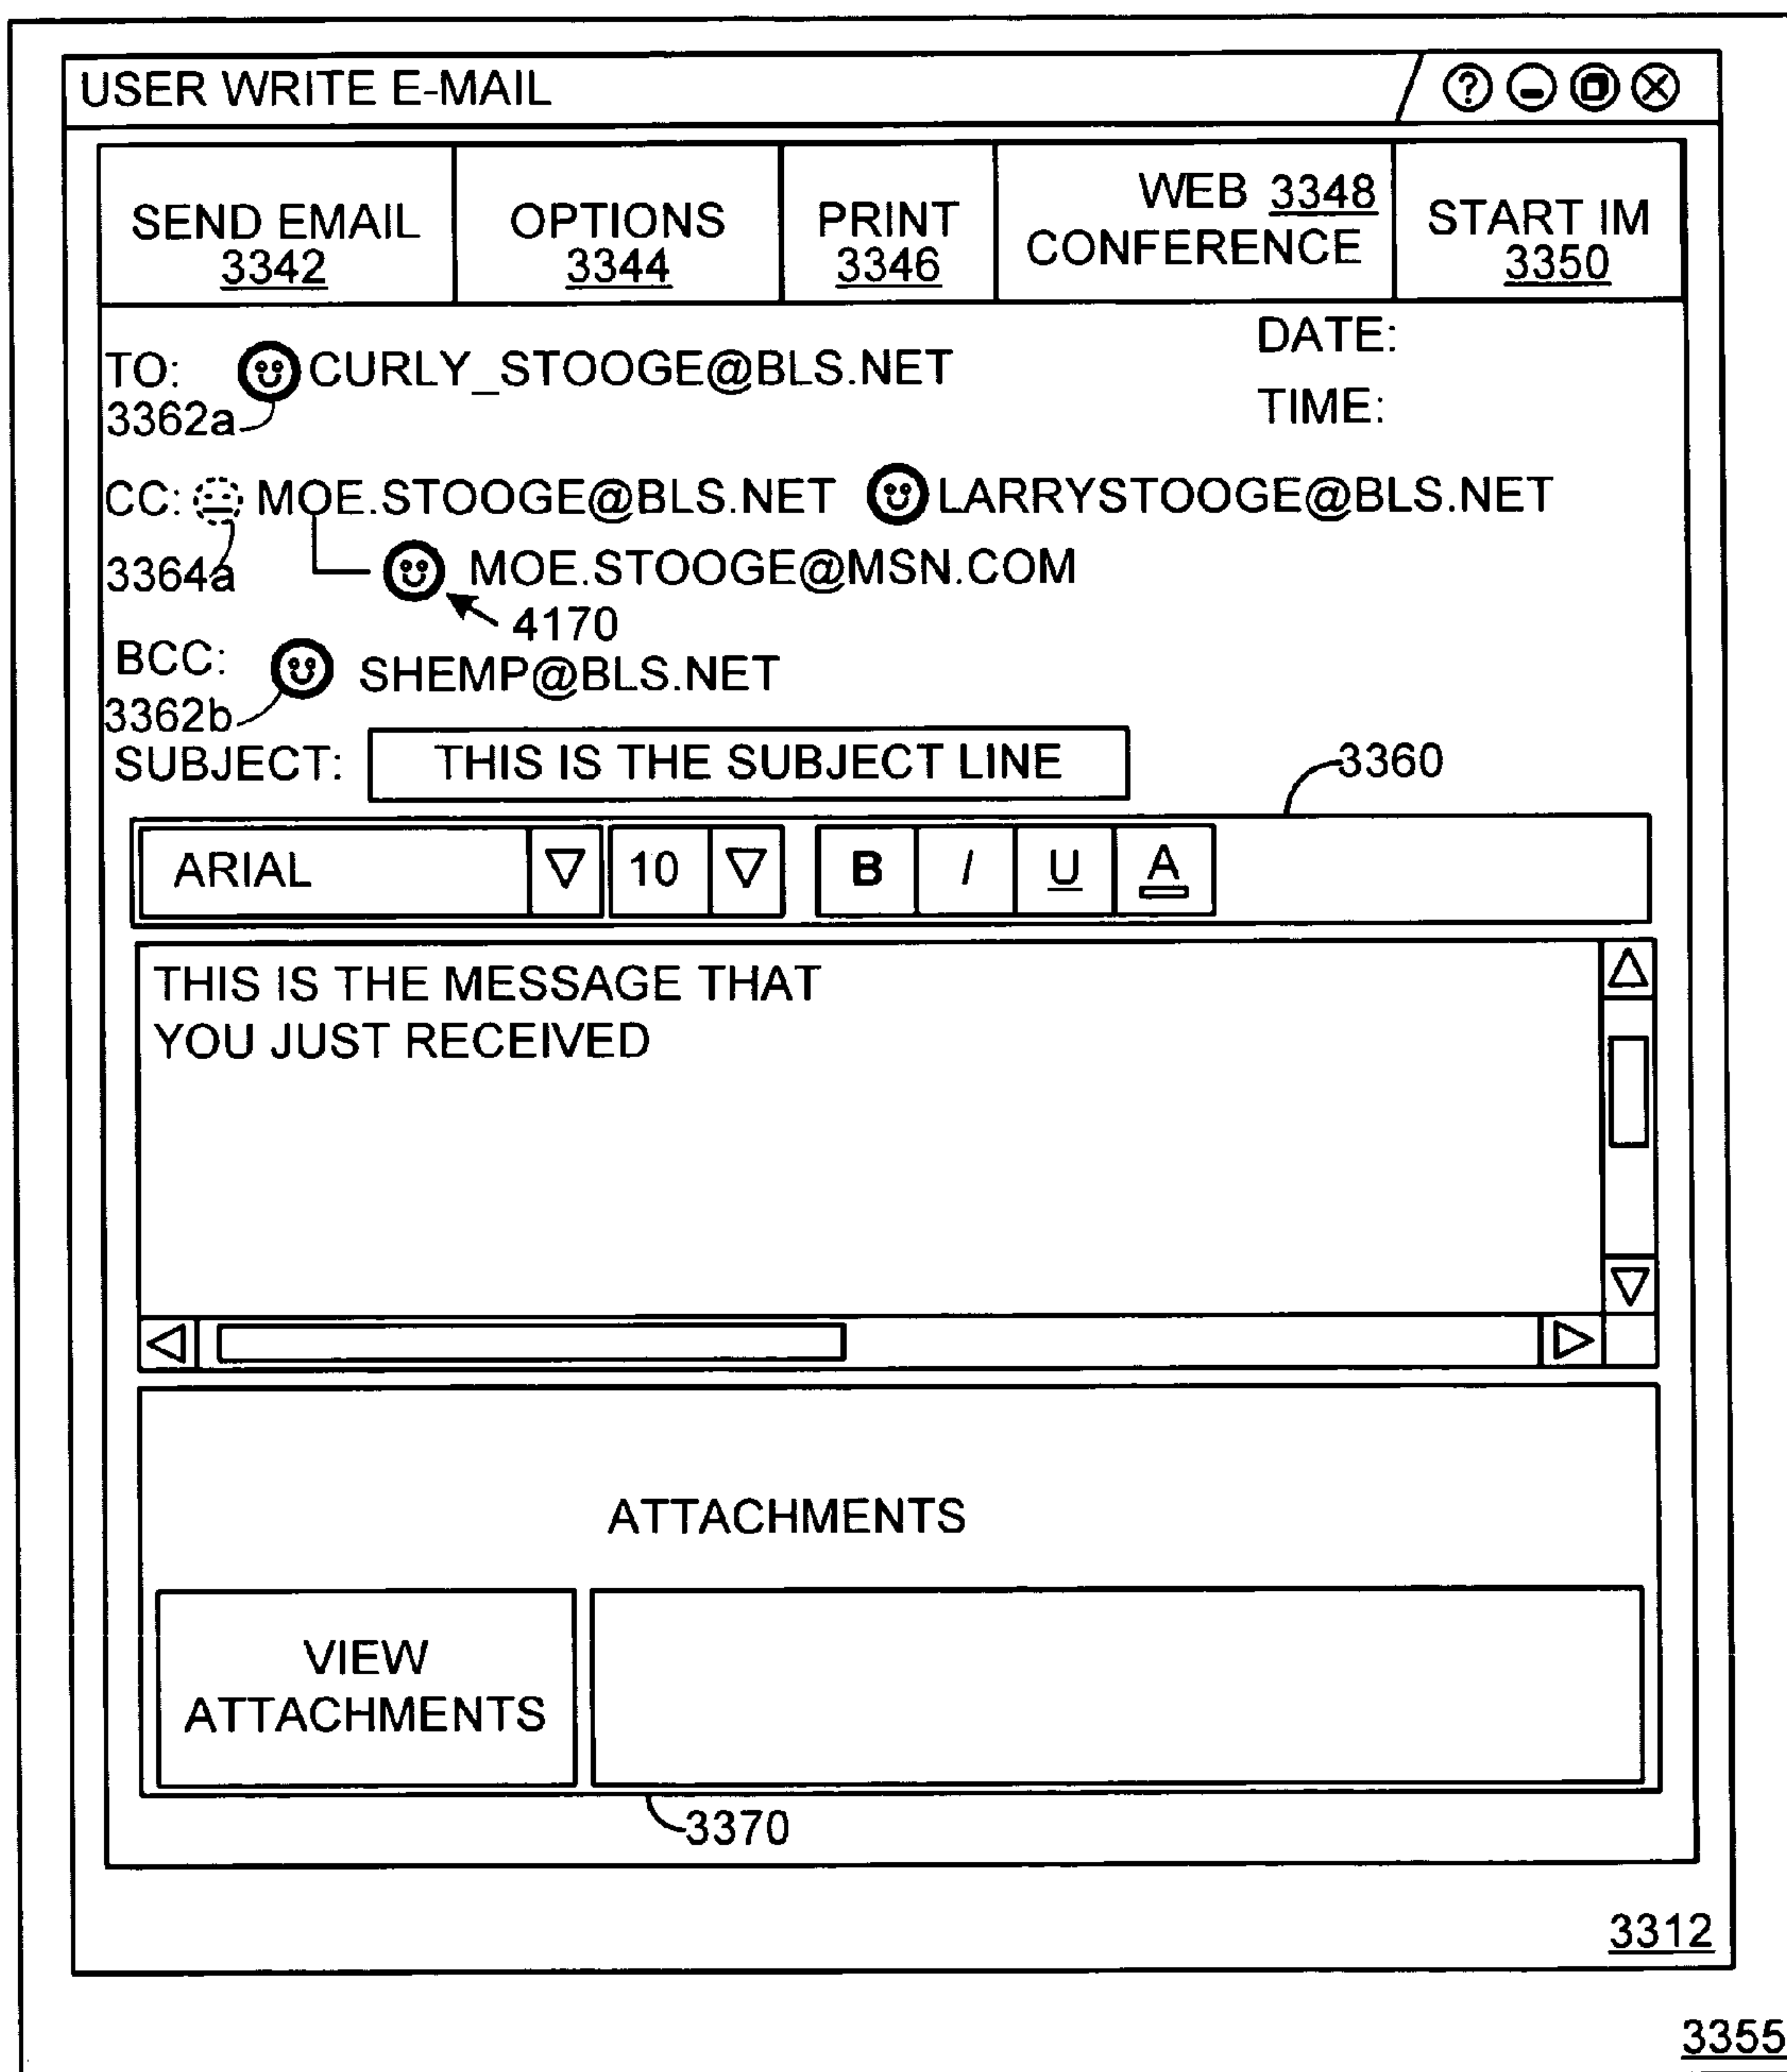 USER WRITE E-MAIL ?
SEND EMAIL
3342
OPTIONS
3344
PRINT
3346
WEB 3348
CONFERENCE
START IM
3350
DATE:
TO: CURLY_STOOGE@BLS.NET
3362a
TIME:
CC: MOE.STOOGE@BLS.NET LARRYSTOOGE@BLS.NET
3364a MOE.STOOGE@MSN.COM
4170
BCC: SHEMP@BLS.NET
3362b
SUBJECT: THIS IS THE SUBJECT LINE
3360
ARIAL 10 B I U A
THIS IS THE MESSAGE THAT
YOU JUST RECEIVED
ATTACHMENTS
VIEW
ATTACHMENTS
3370
3312
3355